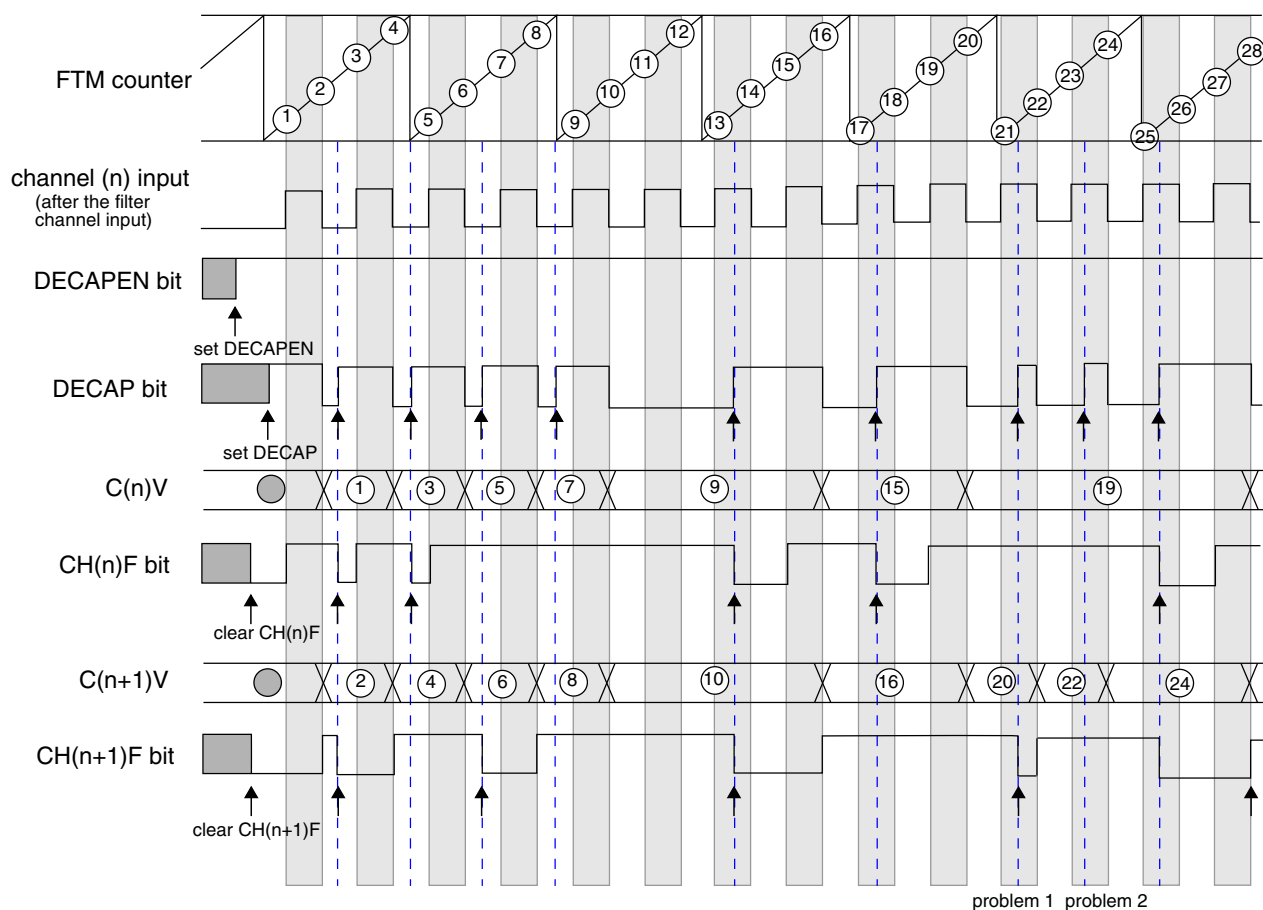 4 8 12 16 20 24 28
3 7 11 15 19 23 27
FTM counter
2 6 10 14 18 22 26
1 5 9 13 17 21 25
channel (n) input
(after the filter
channel input)
DECAPEN bit
set DECAPEN
DECAP bit
set DECAP
C(n)V 1 3 5 7 9 15 19
CH(n)F bit
clear CH(n)F
C(n+1)V 2 4 6 8 10 16 20 22 24
CH(n+1)F bit
clear CH(n+1)F
problem 1 problem 2